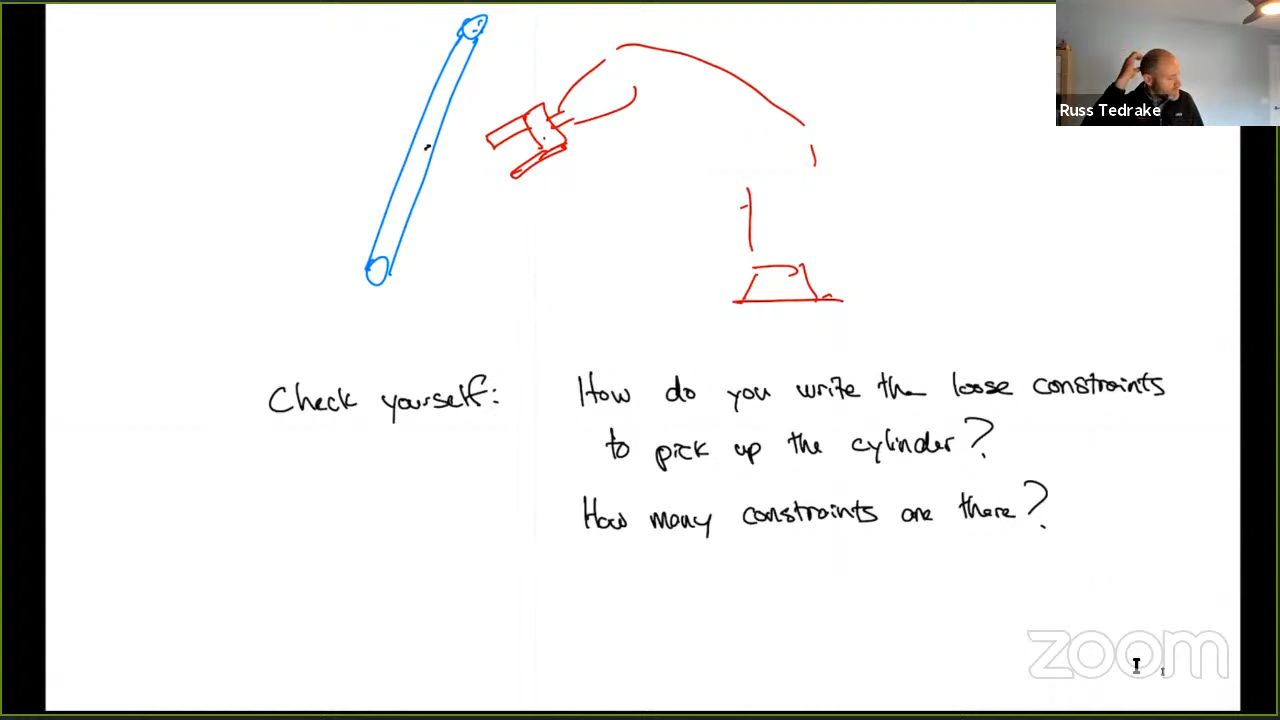 Russ Tedrake
Check yourself: How do you write the loose constraints
to pick up the cylinder?
How many constraints are there?
zoom